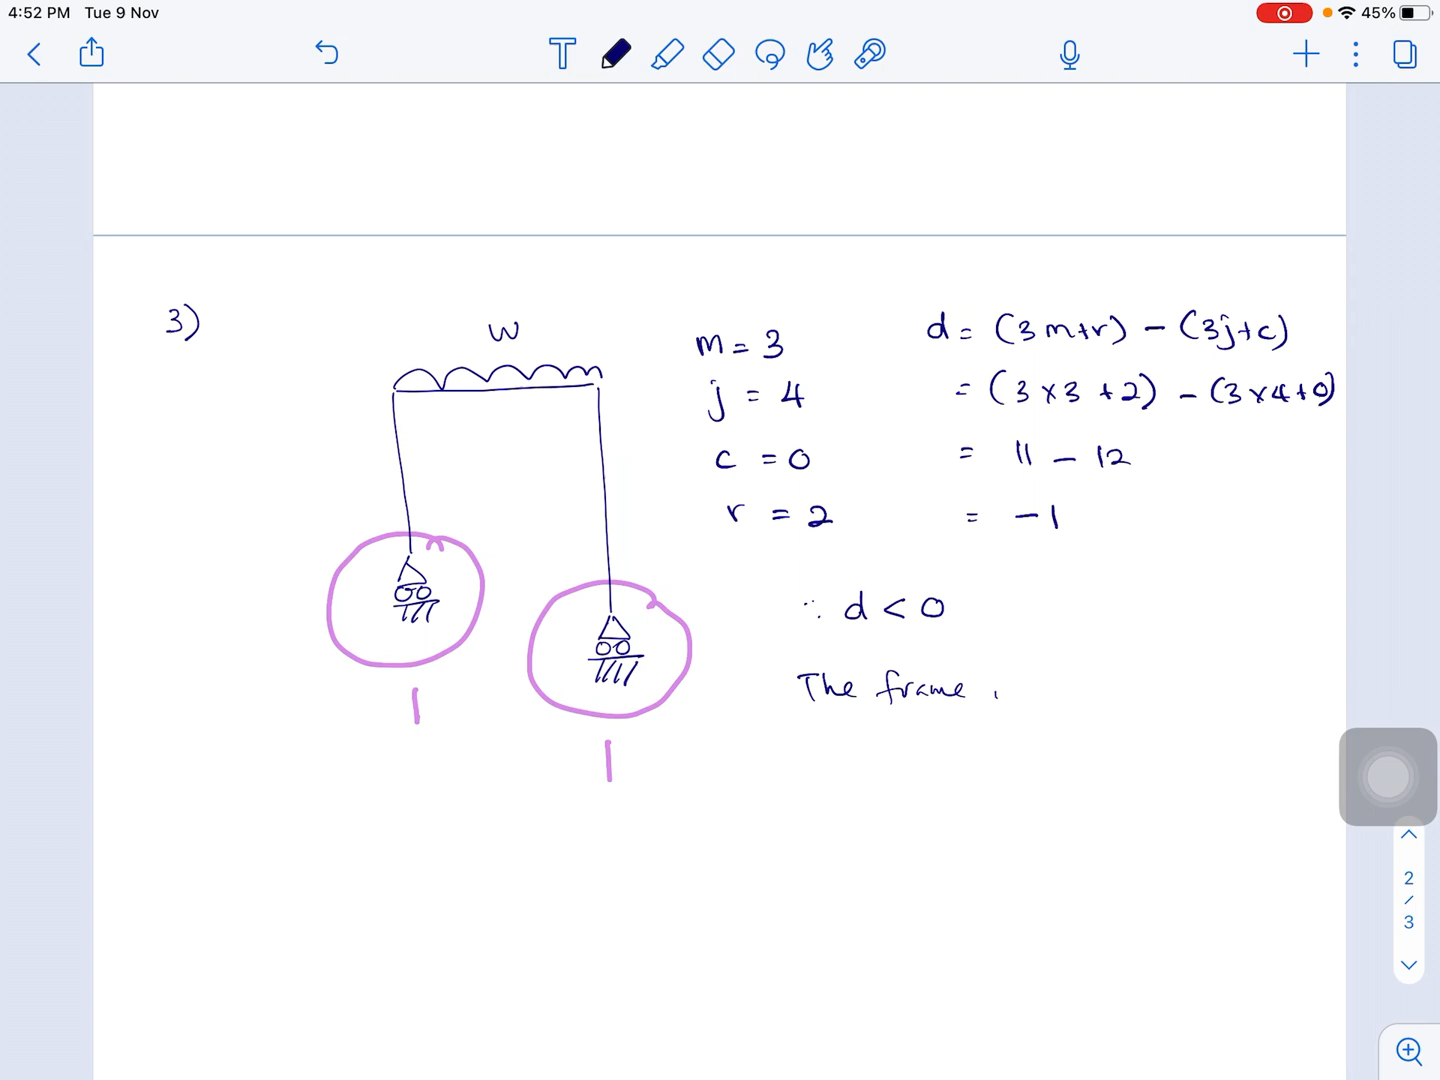 4:52 PM Tue 9 Nov
45%
T
3)
w
m = 3
j = 4
c = 0
r = 2
d = (3m+r) - (3j+c)
= (3×3+2) - (3×4+0)
= 11 - 12
= -1
∴ d < 0
The frame
1
1
2
/
3